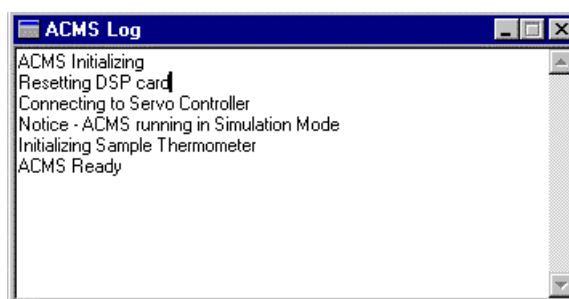 ACMS Log
ACMS Initializing
Resetting DSP card
Connecting to Servo Controller
Notice - ACMS running in Simulation Mode
Initializing Sample Thermometer
ACMS Ready